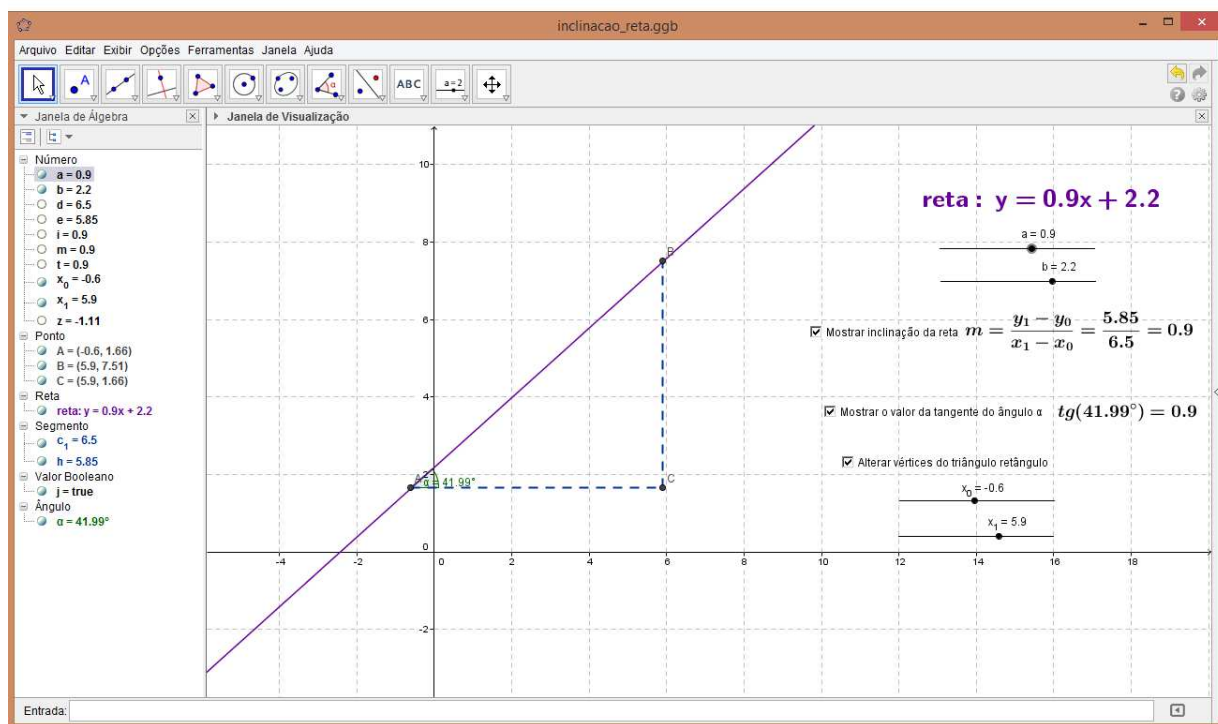 inclinacao_reta.ggb
Arquivo Editar Exibir Opções Ferramentas Janela Ajuda
A
α
ABC
a=2
Janela de Álgebra
Janela de Visualização
Número
a = 0.9
b = 2.2
d = 6.5
e = 5.85
i = 0.9
m = 0.9
t = 0.9
x₀ = -0.6
x₁ = 5.9
z = -1.11
Ponto
A = (-0.6, 1.66)
B = (5.9, 7.51)
C = (5.9, 1.66)
Reta
reta: y = 0.9x + 2.2
Segmento
c₁ = 6.5
h = 5.85
Valor Booleano
j = true
Ângulo
α = 41.99°
10
8
6
4
2
0
-2
-4 -2 0 2 4 6 8 10 12 14 16 18
A
B
C
α = 41.99°
reta : y = 0.9x + 2.2
a = 0.9
b = 2.2
Mostrar inclinação da reta m = (y₁ − y₀)/(x₁ − x₀) = 5.85/6.5 = 0.9
Mostrar o valor da tangente do ângulo α tg(41.99°) = 0.9
Alterar vértices do triângulo retângulo
x₀ = -0.6
x₁ = 5.9
Entrada: